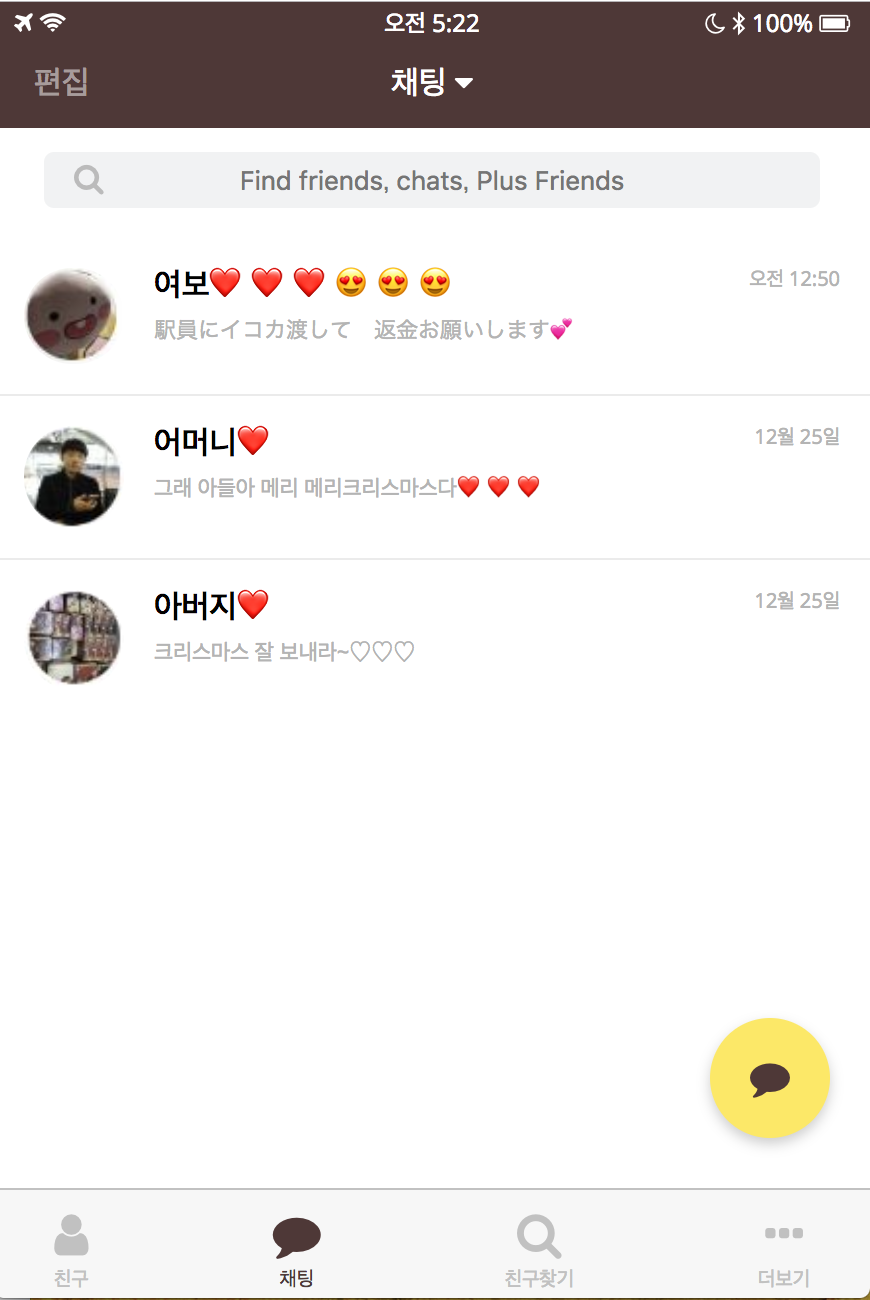 오전 5:22
100%
편집
채팅
Find friends, chats, Plus Friends
여보❤️ ❤️ ❤️ 😍 😍 😍
오전 12:50
駅員にイコカ渡して　返金お願いします💕
어머니❤️
12월 25일
그래 아들아 메리 메리크리스마스다❤️ ❤️ ❤️
아버지❤️
12월 25일
크리스마스 잘 보내라~♡♡♡
친구
채팅
친구찾기
더보기